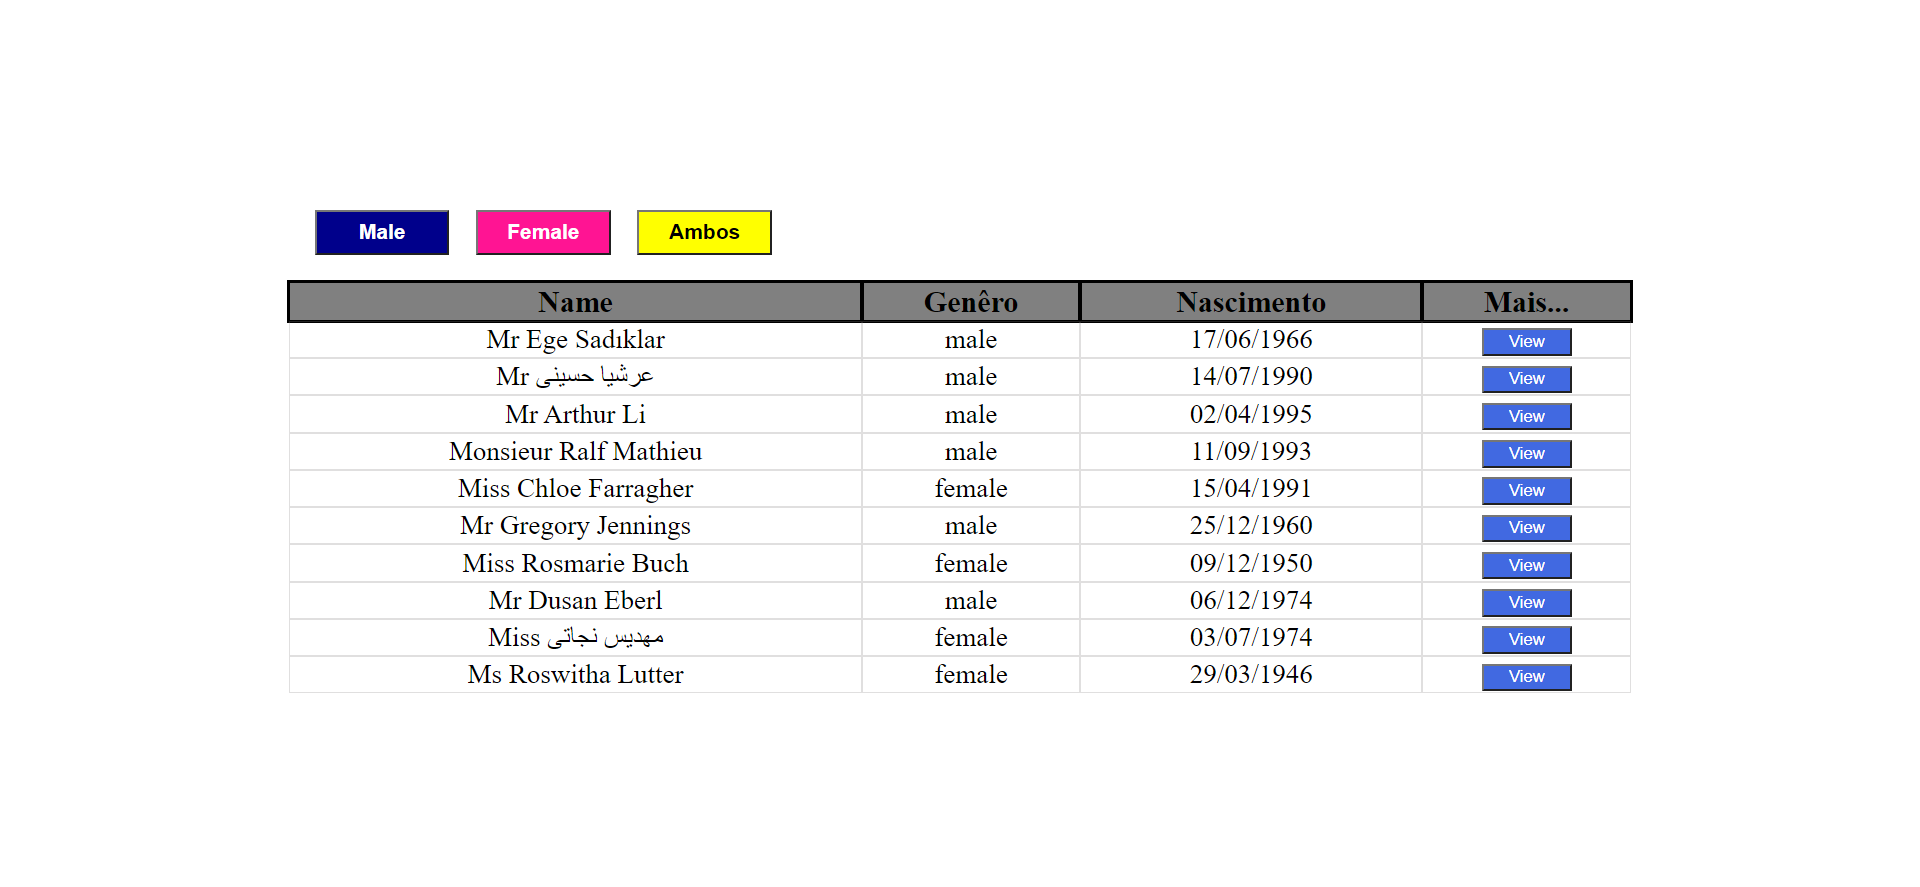 Male Female Ambos
Name Genêro Nascimento Mais...
Mr Ege Sadıklar male 17/06/1966 View
Mr عرشيا حسینی male 14/07/1990 View
Mr Arthur Li male 02/04/1995 View
Monsieur Ralf Mathieu male 11/09/1993 View
Miss Chloe Farragher female 15/04/1991 View
Mr Gregory Jennings male 25/12/1960 View
Miss Rosmarie Buch female 09/12/1950 View
Mr Dusan Eberl male 06/12/1974 View
Miss مهدیس نجاتی female 03/07/1974 View
Ms Roswitha Lutter female 29/03/1946 View